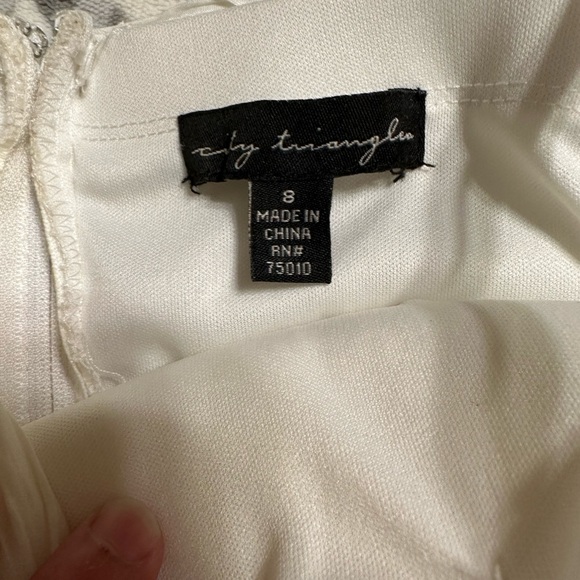 city triangles
8
MADE IN
CHINA
RN#
75010